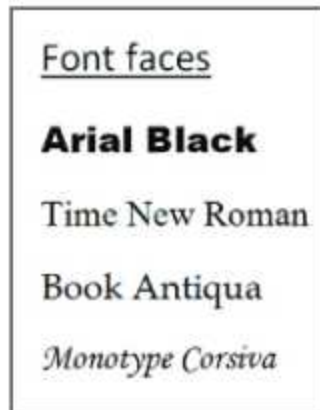 Font faces
Arial Black
Time New Roman
Book Antiqua
Monotype Corsiva